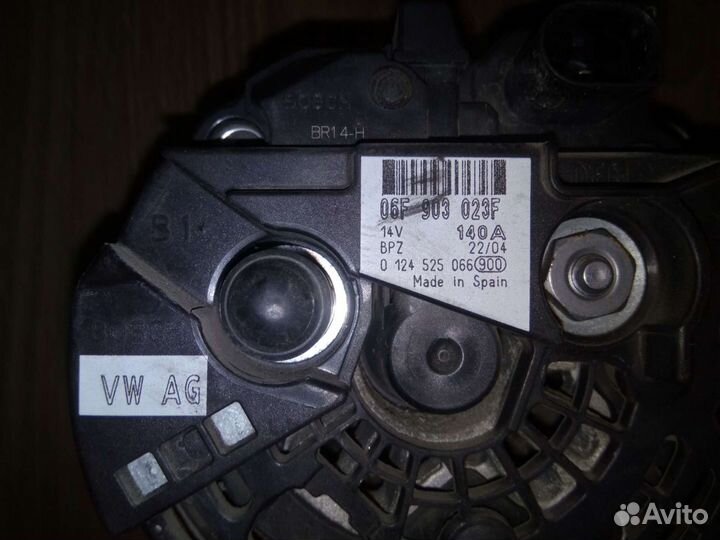 BOSCH
BR14-H
B1
06F 903 023F
14V 140A
BPZ 22/04
0 124 525 066 900
Made in Spain
VW AG
Avito